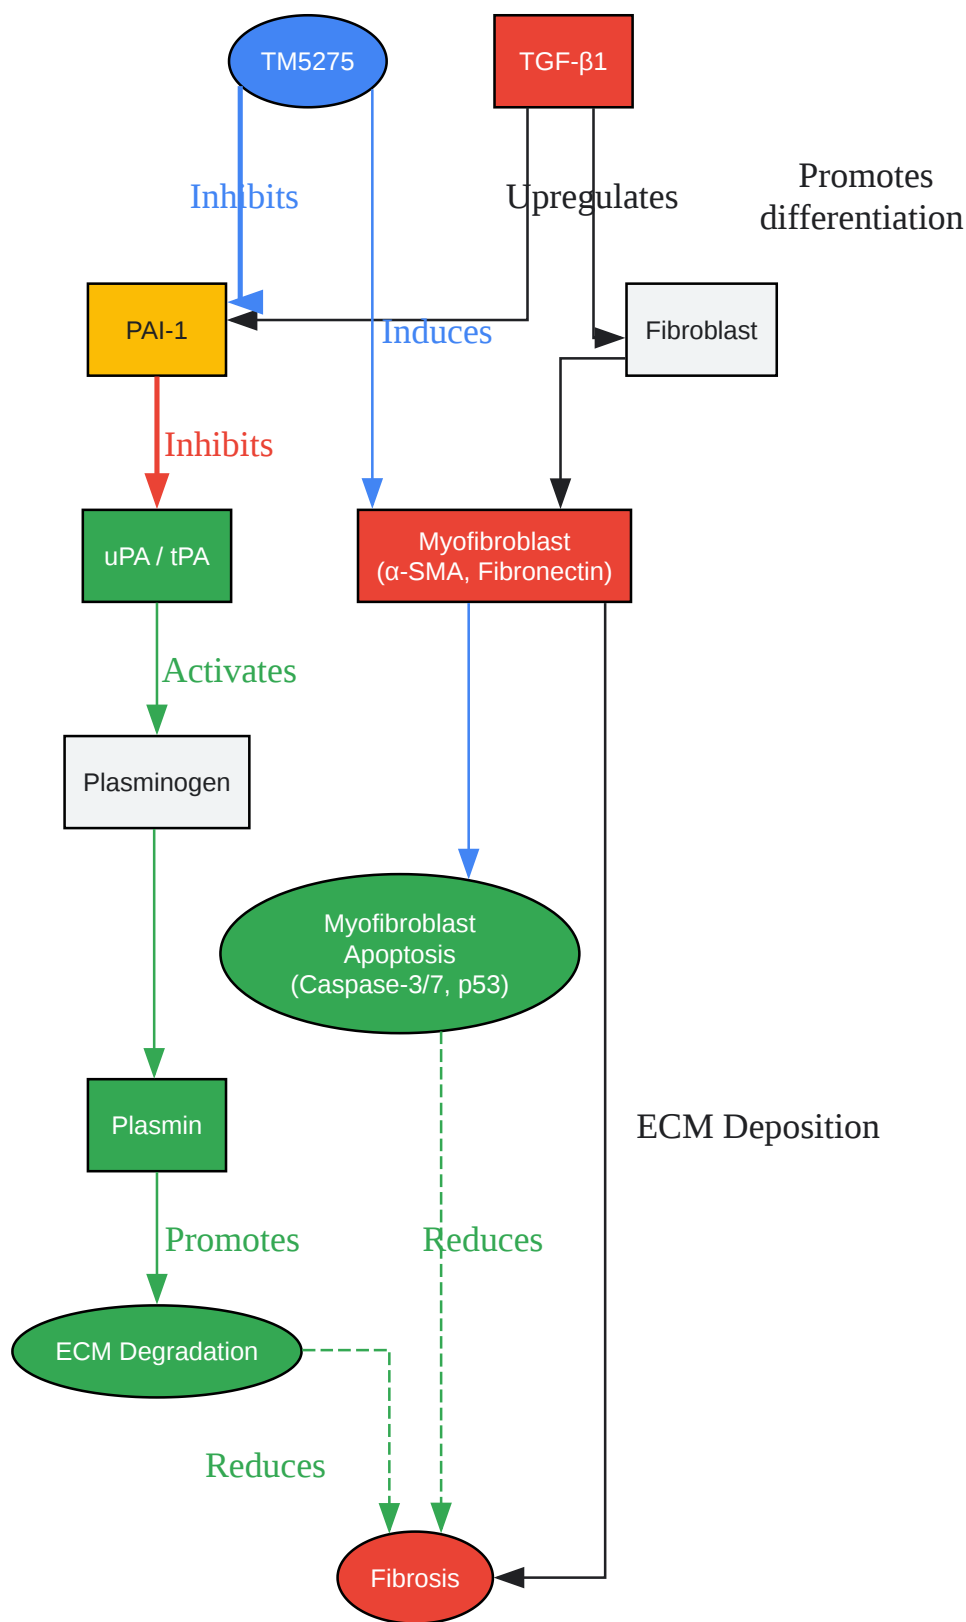 TM5275
TGF-β1
Inhibits
Upregulates
Promotes
differentiation
PAI-1
Induces
Fibroblast
Inhibits
uPA / tPA
Myofibroblast
(α-SMA, Fibronectin)
Activates
Plasminogen
Myofibroblast
Apoptosis
(Caspase-3/7, p53)
Plasmin
ECM Deposition
Promotes
Reduces
ECM Degradation
Reduces
Fibrosis